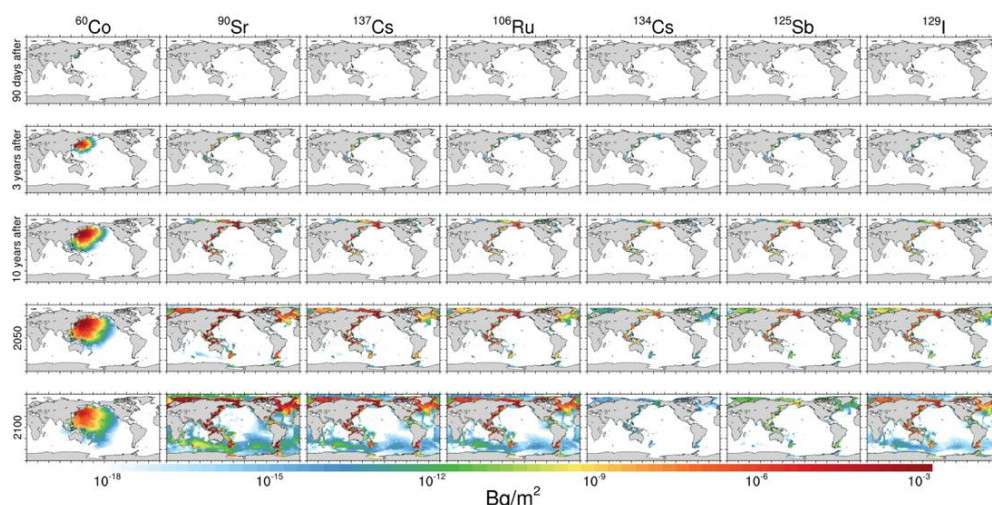 ⁶⁰Co ⁹⁰Sr ¹³⁷Cs ¹⁰⁶Ru ¹³⁴Cs ¹²⁵Sb ¹²⁹I
90 days after
3 years after
10 years after
2050
2100
10⁻¹⁸ 10⁻¹⁵ 10⁻¹² 10⁻⁹ 10⁻⁶ 10⁻³
Bq/m²